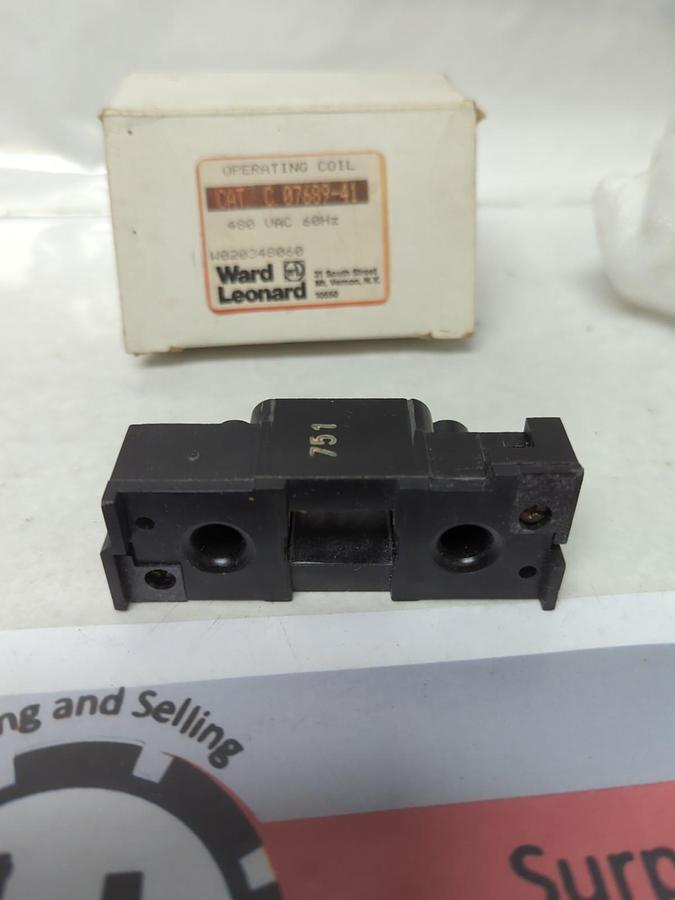 OPERATING COIL
CAT C 07689-41
480 VAC 60Hz
W020348060
Ward
Leonard
31 South Street
Mt. Vernon, N.Y.
10550
751
ng and Selling
Surp